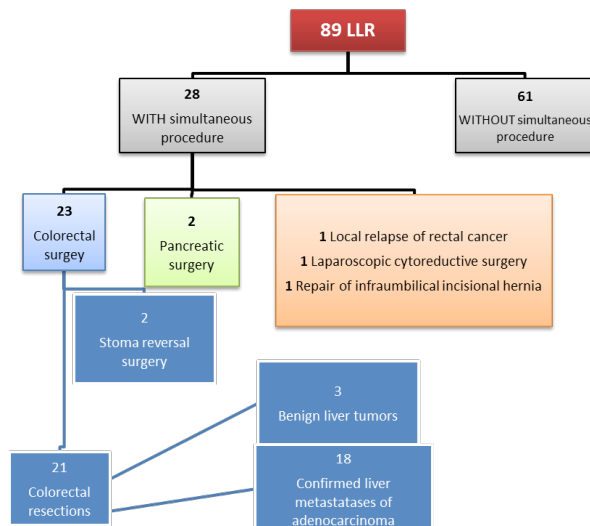 89 LLR
28
WITH simultaneous
procedure
61
WITHOUT simultaneous
procedure
23
Colorectal
surgey
2
Pancreatic
surgery
1 Local relapse of rectal cancer
1 Laparoscopic cytoreductive surgery
1 Repair of infraumbilical incisional hernia
2
Stoma reversal
surgery
3
Benign liver tumors
21
Colorectal
resections
18
Confirmed liver
metastatases of
adenocarcinoma